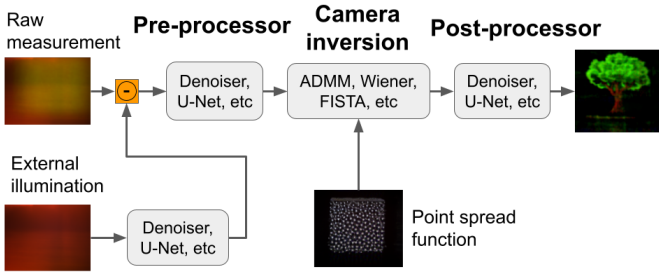 Raw
measurement
Pre-processor
Camera
inversion
Post-processor
-
Denoiser,
U-Net, etc
ADMM, Wiener,
FISTA, etc
Denoiser,
U-Net, etc
External
illumination
Denoiser,
U-Net, etc
Point spread
function